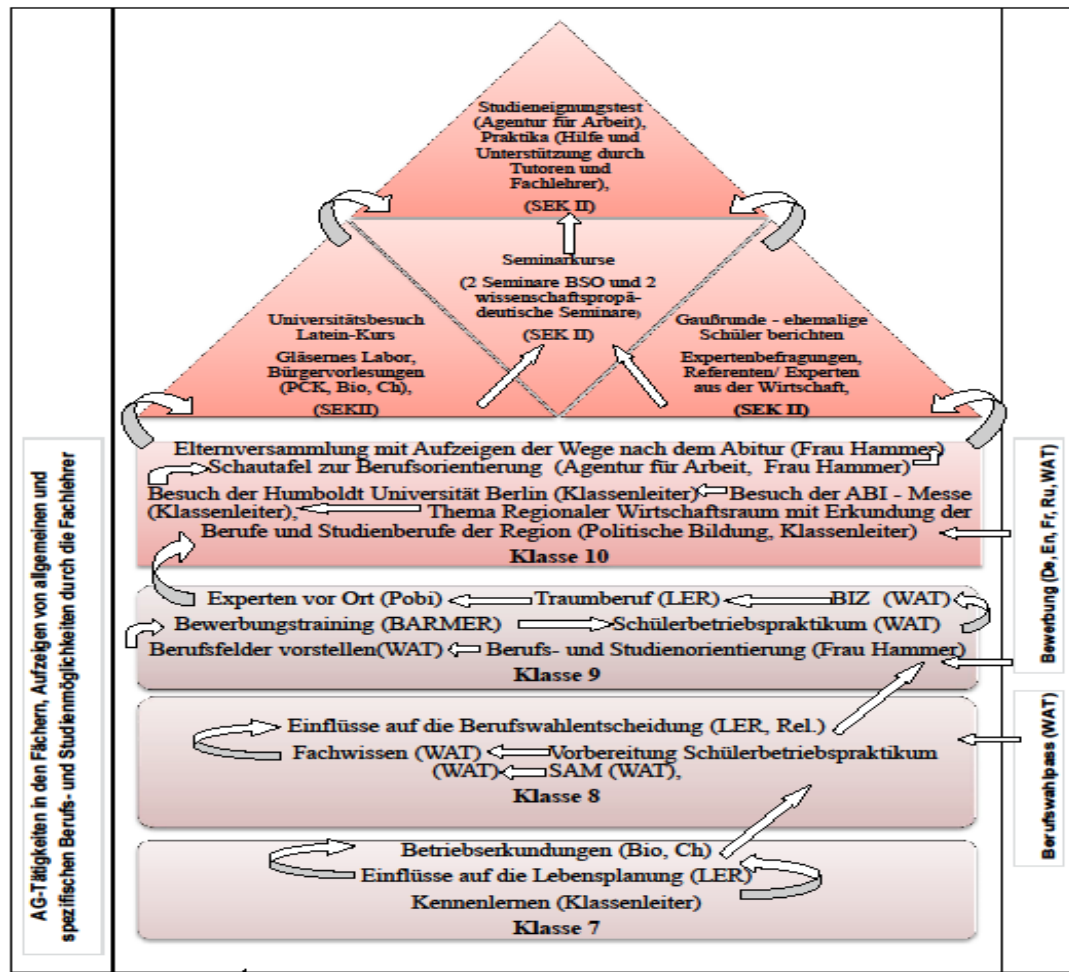 Studieneignungstest
(Agentur für Arbeit),
Praktika (Hilfe und
Unterstützung durch
Tutoren und
Fachlehrer),
(SEK II)
Seminarkurse
(2 Seminare BSO und 2
wissenschaftspropä-
deutische Seminare)
(SEK II)
Universitätsbesuch
Latein-Kurs
Gläsernes Labor,
Bürgervorlesungen
(PCK, Bio, Ch),
(SEKII)
Gaußrunde - ehemalige
Schüler berichten
Expertenbefragungen,
Referenten/ Experten
aus der Wirtschaft,
(SEK II)
Elternversammlung mit Aufzeigen der Wege nach dem Abitur (Frau Hammer)
Schautafel zur Berufsorientierung (Agentur für Arbeit, Frau Hammer)
Besuch der Humboldt Universität Berlin (Klassenleiter) Besuch der ABI - Messe
(Klassenleiter), Thema Regionaler Wirtschaftsraum mit Erkundung der
Berufe und Studienberufe der Region (Politische Bildung, Klassenleiter)
Klasse 10
Experten vor Ort (Pobi) Traumberuf (LER) BIZ (WAT)
Bewerbungstraining (BARMER) Schülerbetriebspraktikum (WAT)
Berufsfelder vorstellen(WAT) Berufs- und Studienorientierung (Frau Hammer)
Klasse 9
Einflüsse auf die Berufswahlentscheidung (LER, Rel.)
Fachwissen (WAT) Vorbereitung Schülerbetriebspraktikum
(WAT) SAM (WAT),
Klasse 8
Betriebserkundungen (Bio, Ch)
Einflüsse auf die Lebensplanung (LER)
Kennenlernen (Klassenleiter)
Klasse 7
AG-Tätigkeiten in den Fächern, Aufzeigen von allgemeinen und
spezifischen Berufs- und Studienmöglichkeiten durch die Fachlehrer
Bewerbung (De, En, Fr, Ru, WAT)
Berufswahlpass (WAT)